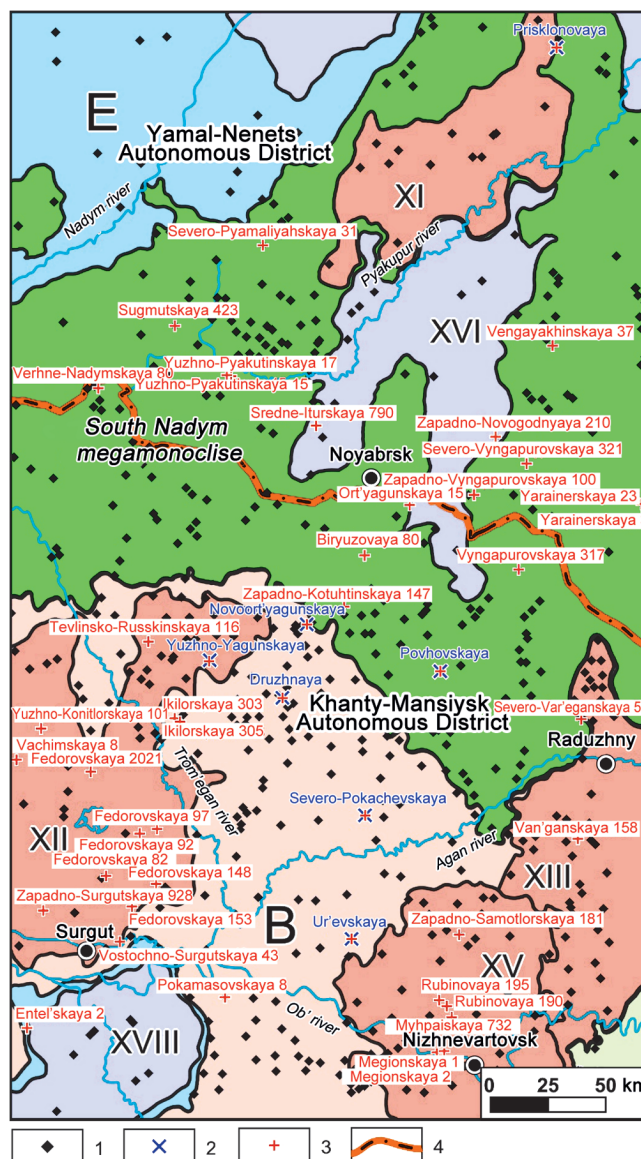 Prisklonovaya
E
Yamal-Nenets
Autonomous District
XI
Nadym river
Severo-Pyamaliyahskaya 31
Pyakupur river
Sugmutskaya 423
XVI
Vengayakhinskaya 37
Yuzhno-Pyakutinskaya 17
Verhne-Nadymskaya 80
Yuzhno-Pyakutinskaya 15
Sredne-Iturskaya 790
Zapadno-Novogodnyaya 210
South Nadym
megamonoclise
Severo-Vyngapurovskaya 321
Noyabrsk
Zapadno-Vyngapurovskaya 100
Ort'yagunskaya 15
Yarainerskaya 23
Yarainerskaya
Biryuzovaya 80
Vyngapurovskaya 317
Zapadno-Kotuhtinskaya 147
Novoort'yagunskaya
Tevlinsko-Russkinskaya 116
Yuzhno-Yagunskaya
Povhovskaya
Druzhnaya
Khanty-Mansiysk
Autonomous District
Ikilorskaya 303
Yuzhno-Konitlorskaya 101
Severo-Var'eganskaya 5
Ikilorskaya 305
Vachimskaya 8
Raduzhny
Fedorovskaya 2021
Trom'egan river
Severo-Pokachevskaya
Fedorovskaya 97
Fedorovskaya 92
Van'ganskaya 158
XII
Agan river
Fedorovskaya 82
XIII
Fedorovskaya 148
Zapadno-Surgutskaya 928
Fedorovskaya 153
B
Ur'evskaya
Zapadno-Samotlorskaya 181
Surgut
Vostochno-Surgutskaya 43
XV
Pokamasovskaya 8
Rubinovaya 195
Rubinovaya 190
Entel'skaya 2
Ob' river
Myhpaiskaya 732
XVIII
Nizhnevartovsk
Megionskaya 1
Megionskaya 2
0 25 50 km
1 2 3 4